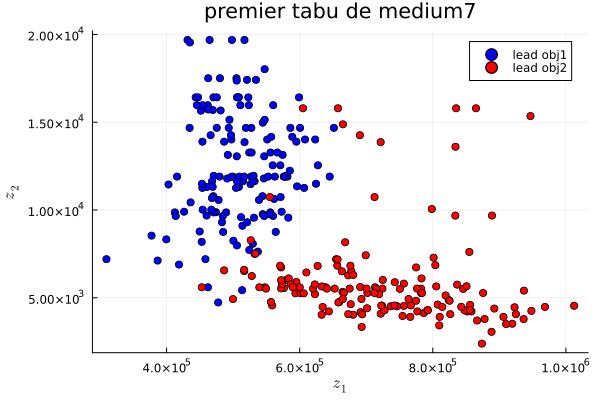 premier tabu de medium7
2.00×10⁴
lead obj1
lead obj2
1.50×10⁴
z₂
1.00×10⁴
5.00×10³
4.0×10⁵ 6.0×10⁵ 8.0×10⁵ 1.0×10⁶
z₁